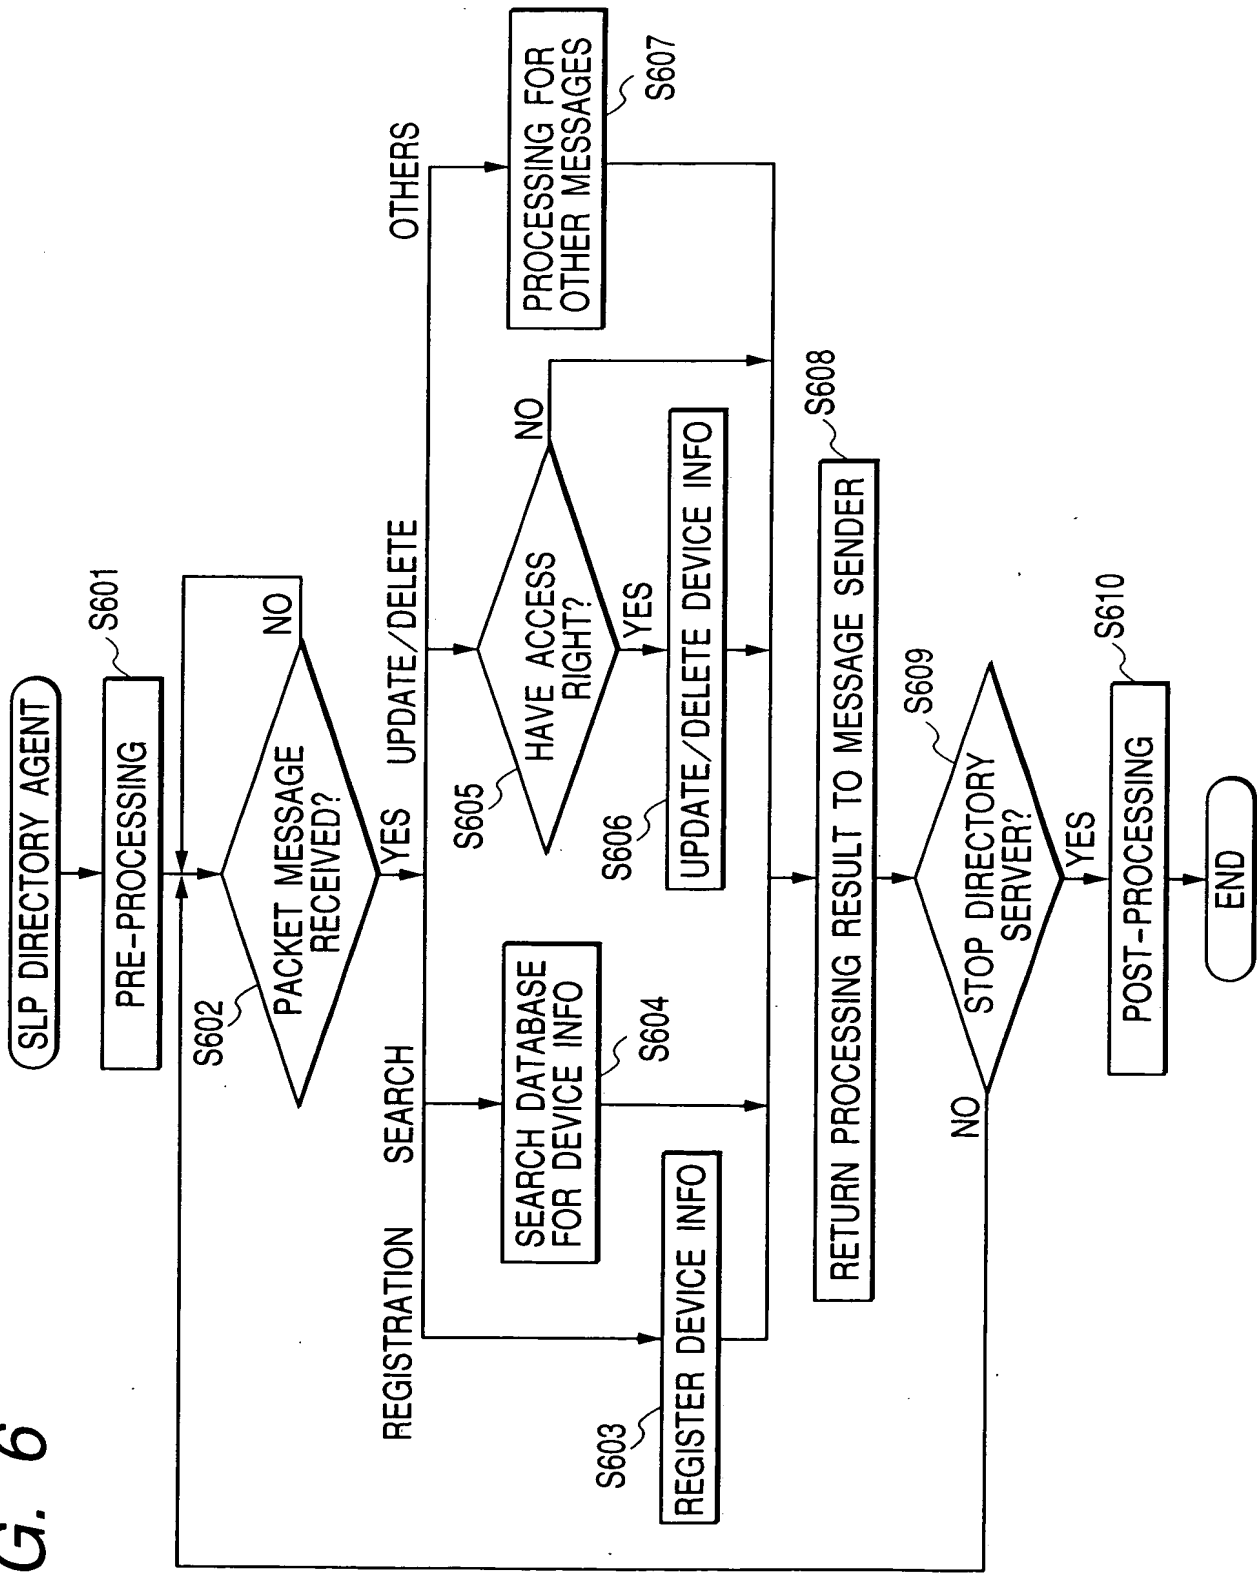 G. 6
SLP DIRECTORY AGENT
PRE-PROCESSING
S601
S602
PACKET MESSAGE
RECEIVED?
NO
YES
REGISTRATION
SEARCH
UPDATE/DELETE
OTHERS
S603
REGISTER DEVICE INFO
SEARCH DATABASE
FOR DEVICE INFO
S604
S605
HAVE ACCESS
RIGHT?
NO
YES
S606
UPDATE/DELETE DEVICE INFO
PROCESSING FOR
OTHER MESSAGES
S607
RETURN PROCESSING RESULT TO MESSAGE SENDER
S608
STOP DIRECTORY
SERVER?
S609
NO
YES
POST-PROCESSING
S610
END